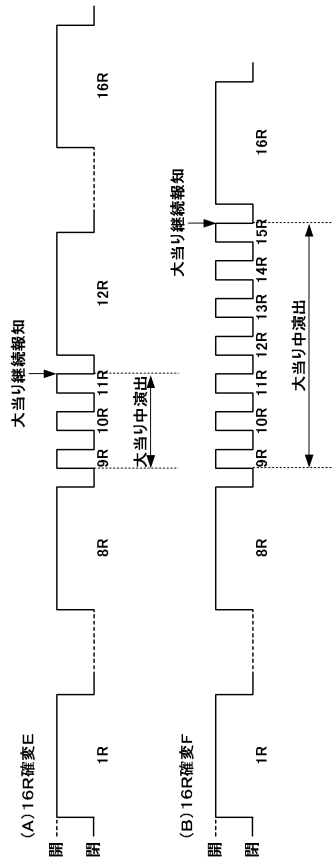 (A)16R確変E
大当り継続報知
開
閉
1R
8R
9R
10R
11R
12R
16R
大当り中演出
(B)16R確変F
大当り継続報知
開
閉
1R
8R
9R
10R
11R
12R
13R
14R
15R
16R
大当り中演出